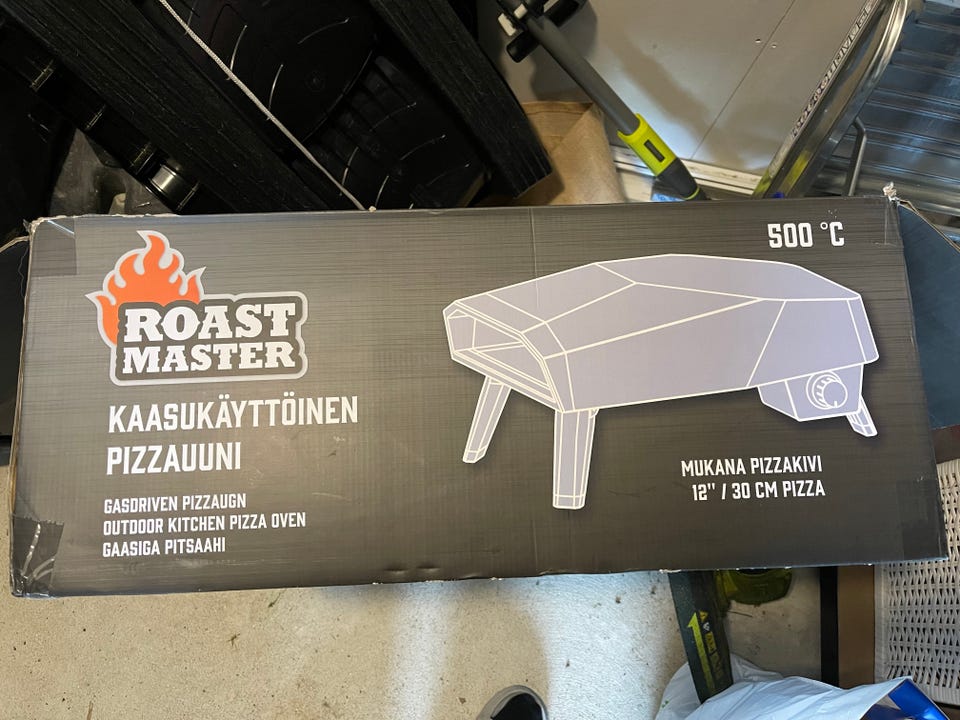 500 °C
ROAST
MASTER
KAASUKÄYTTÖINEN
PIZZAUUNI
GASDRIVEN PIZZAUGN
OUTDOOR KITCHEN PIZZA OVEN
GAASIGA PITSAAHI
MUKANA PIZZAKIVI
12" / 30 CM PIZZA